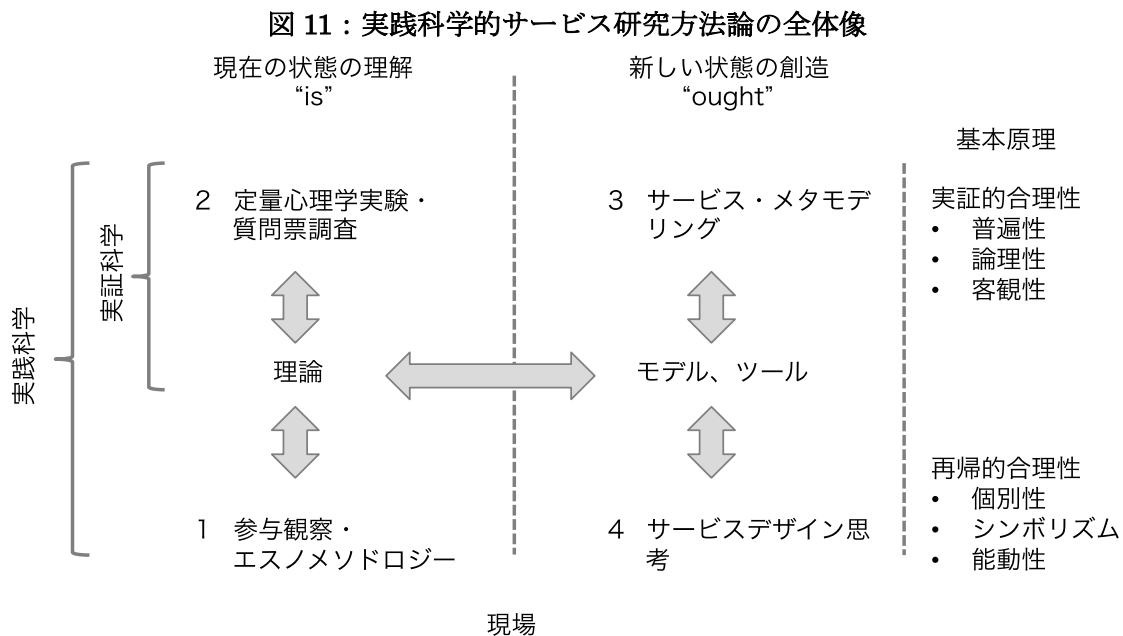 図 11：実践科学的サービス研究方法論の全体像
現在の状態の理解
“is”
新しい状態の創造
“ought”
基本原理
実践科学
実証科学
2 定量心理学実験・
質問票調査
3 サービス・メタモデ
リング
実証的合理性
• 普遍性
• 論理性
• 客観性
理論
モデル、ツール
1 参与観察・
エスノメソドロジー
4 サービスデザイン思
考
再帰的合理性
• 個別性
• シンボリズム
• 能動性
現場